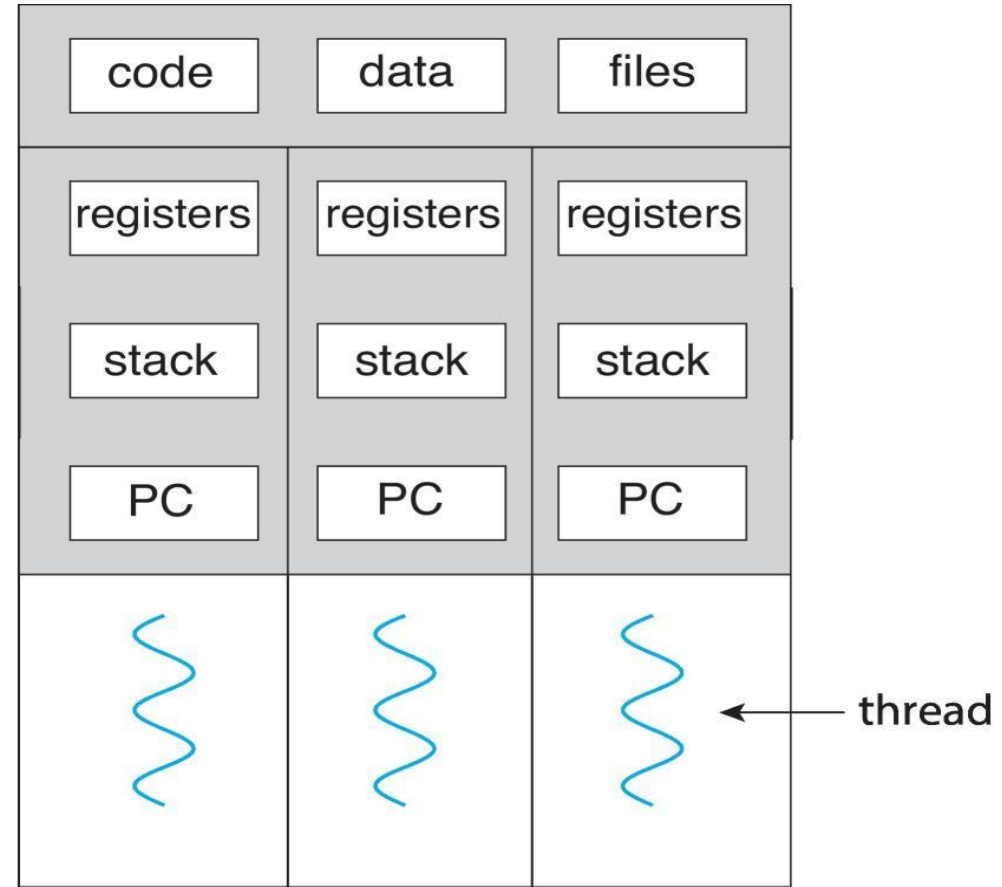 code data files
registers registers registers
stack stack stack
PC PC PC
thread